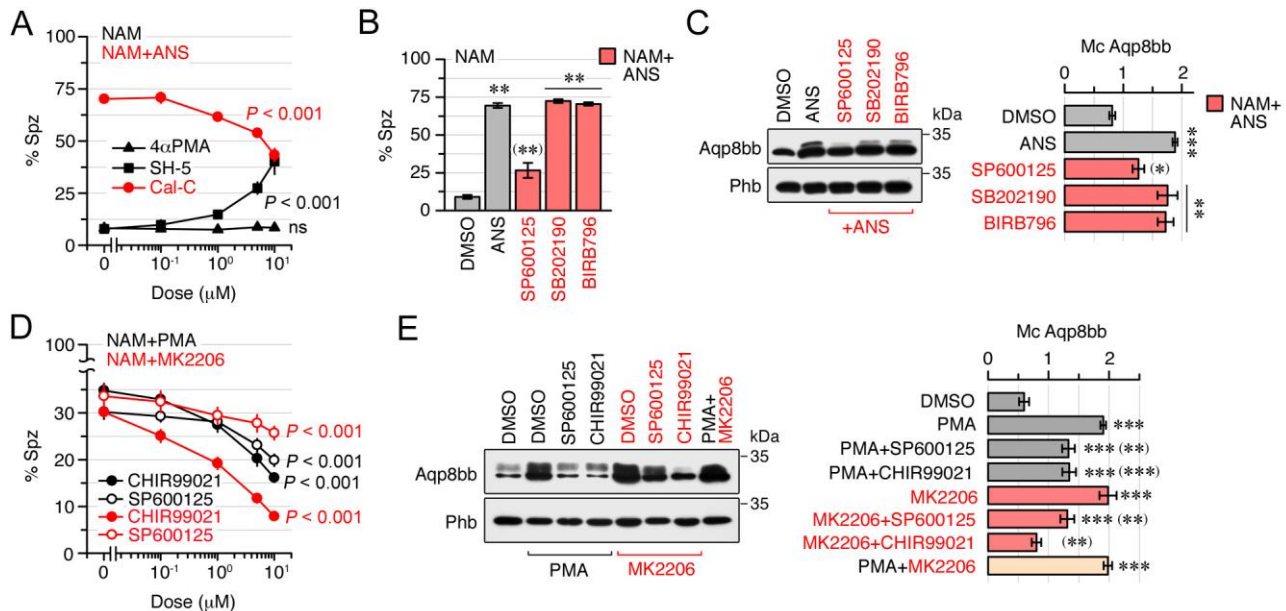 A
NAM
NAM+ANS
100
75
50
25
0
% Spz
P < 0.001
4αPMA
SH-5
Cal-C
P < 0.001
ns
0
10⁻¹
10⁰
10¹
Dose (μM)
B
NAM
NAM+
ANS
100
75
50
25
0
% Spz
**
(**)
**
DMSO
ANS
SP600125
SB202190
BIRB796
C
DMSO
ANS
SP600125
SB202190
BIRB796
kDa
Aqp8bb
35
Phb
35
+ANS
Mc Aqp8bb
0 1 2
NAM+
ANS
DMSO
ANS ***
SP600125 (*)
SB202190
**
BIRB796
D
NAM+PMA
NAM+MK2206
100
30
20
10
0
% Spz
P < 0.001
P < 0.001
P < 0.001
P < 0.001
CHIR99021
SP600125
CHIR99021
SP600125
0
10⁻¹
10⁰
10¹
Dose (μM)
E
DMSO
DMSO
SP600125
CHIR99021
DMSO
SP600125
CHIR99021
PMA+
MK2206
kDa
Aqp8bb
35
Phb
35
PMA
MK2206
Mc Aqp8bb
0 1 2
DMSO
PMA ***
PMA+SP600125 ***(**)
PMA+CHIR99021 ***(***)
MK2206 ***
MK2206+SP600125 ***(**)
MK2206+CHIR99021 (**)
PMA+MK2206 ***